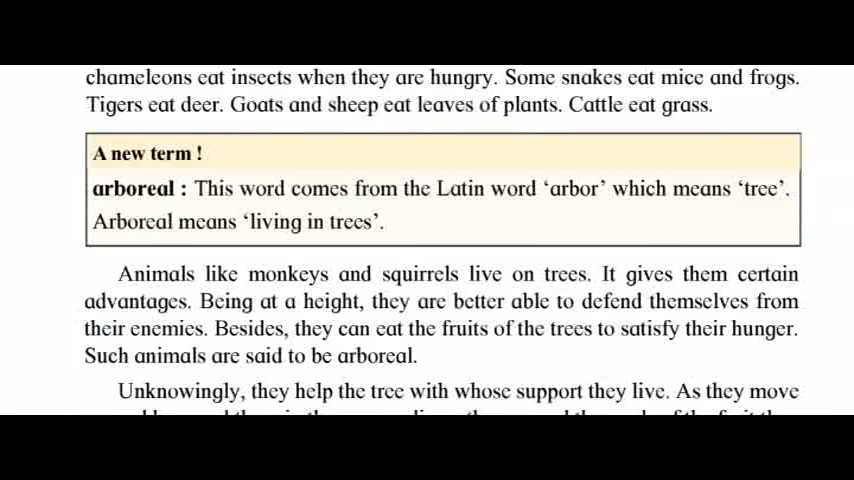 chameleons eat insects when they are hungry. Some snakes eat mice and frogs.
Tigers eat deer. Goats and sheep eat leaves of plants. Cattle eat grass.
A new term !
arboreal : This word comes from the Latin word ‘arbor’ which means ‘tree’.
Arboreal means ‘living in trees’.
Animals like monkeys and squirrels live on trees. It gives them certain
advantages. Being at a height, they are better able to defend themselves from
their enemies. Besides, they can eat the fruits of the trees to satisfy their hunger.
Such animals are said to be arboreal.
Unknowingly, they help the tree with whose support they live. As they move